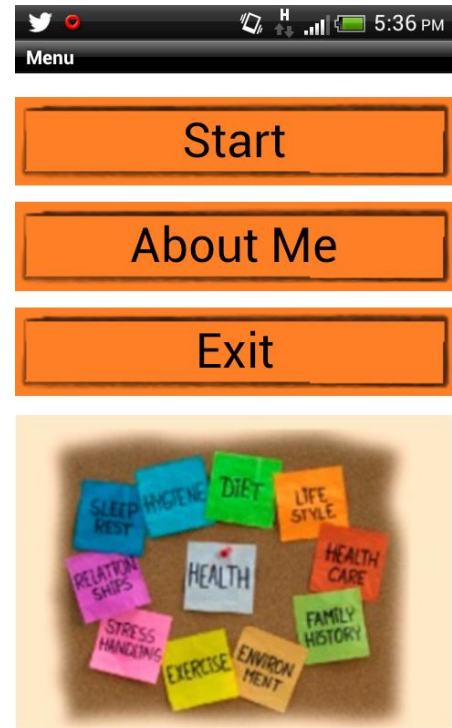 H
5:36 PM
Menu
Start
About Me
Exit
SLEEP
REST
HYGIENE
DIET
LIFE
STYLE
HEALTH
CARE
FAMILY
HISTORY
ENVIRON
MENT
EXERCISE
STRESS
HANDLING
RELATION
SHIPS
HEALTH